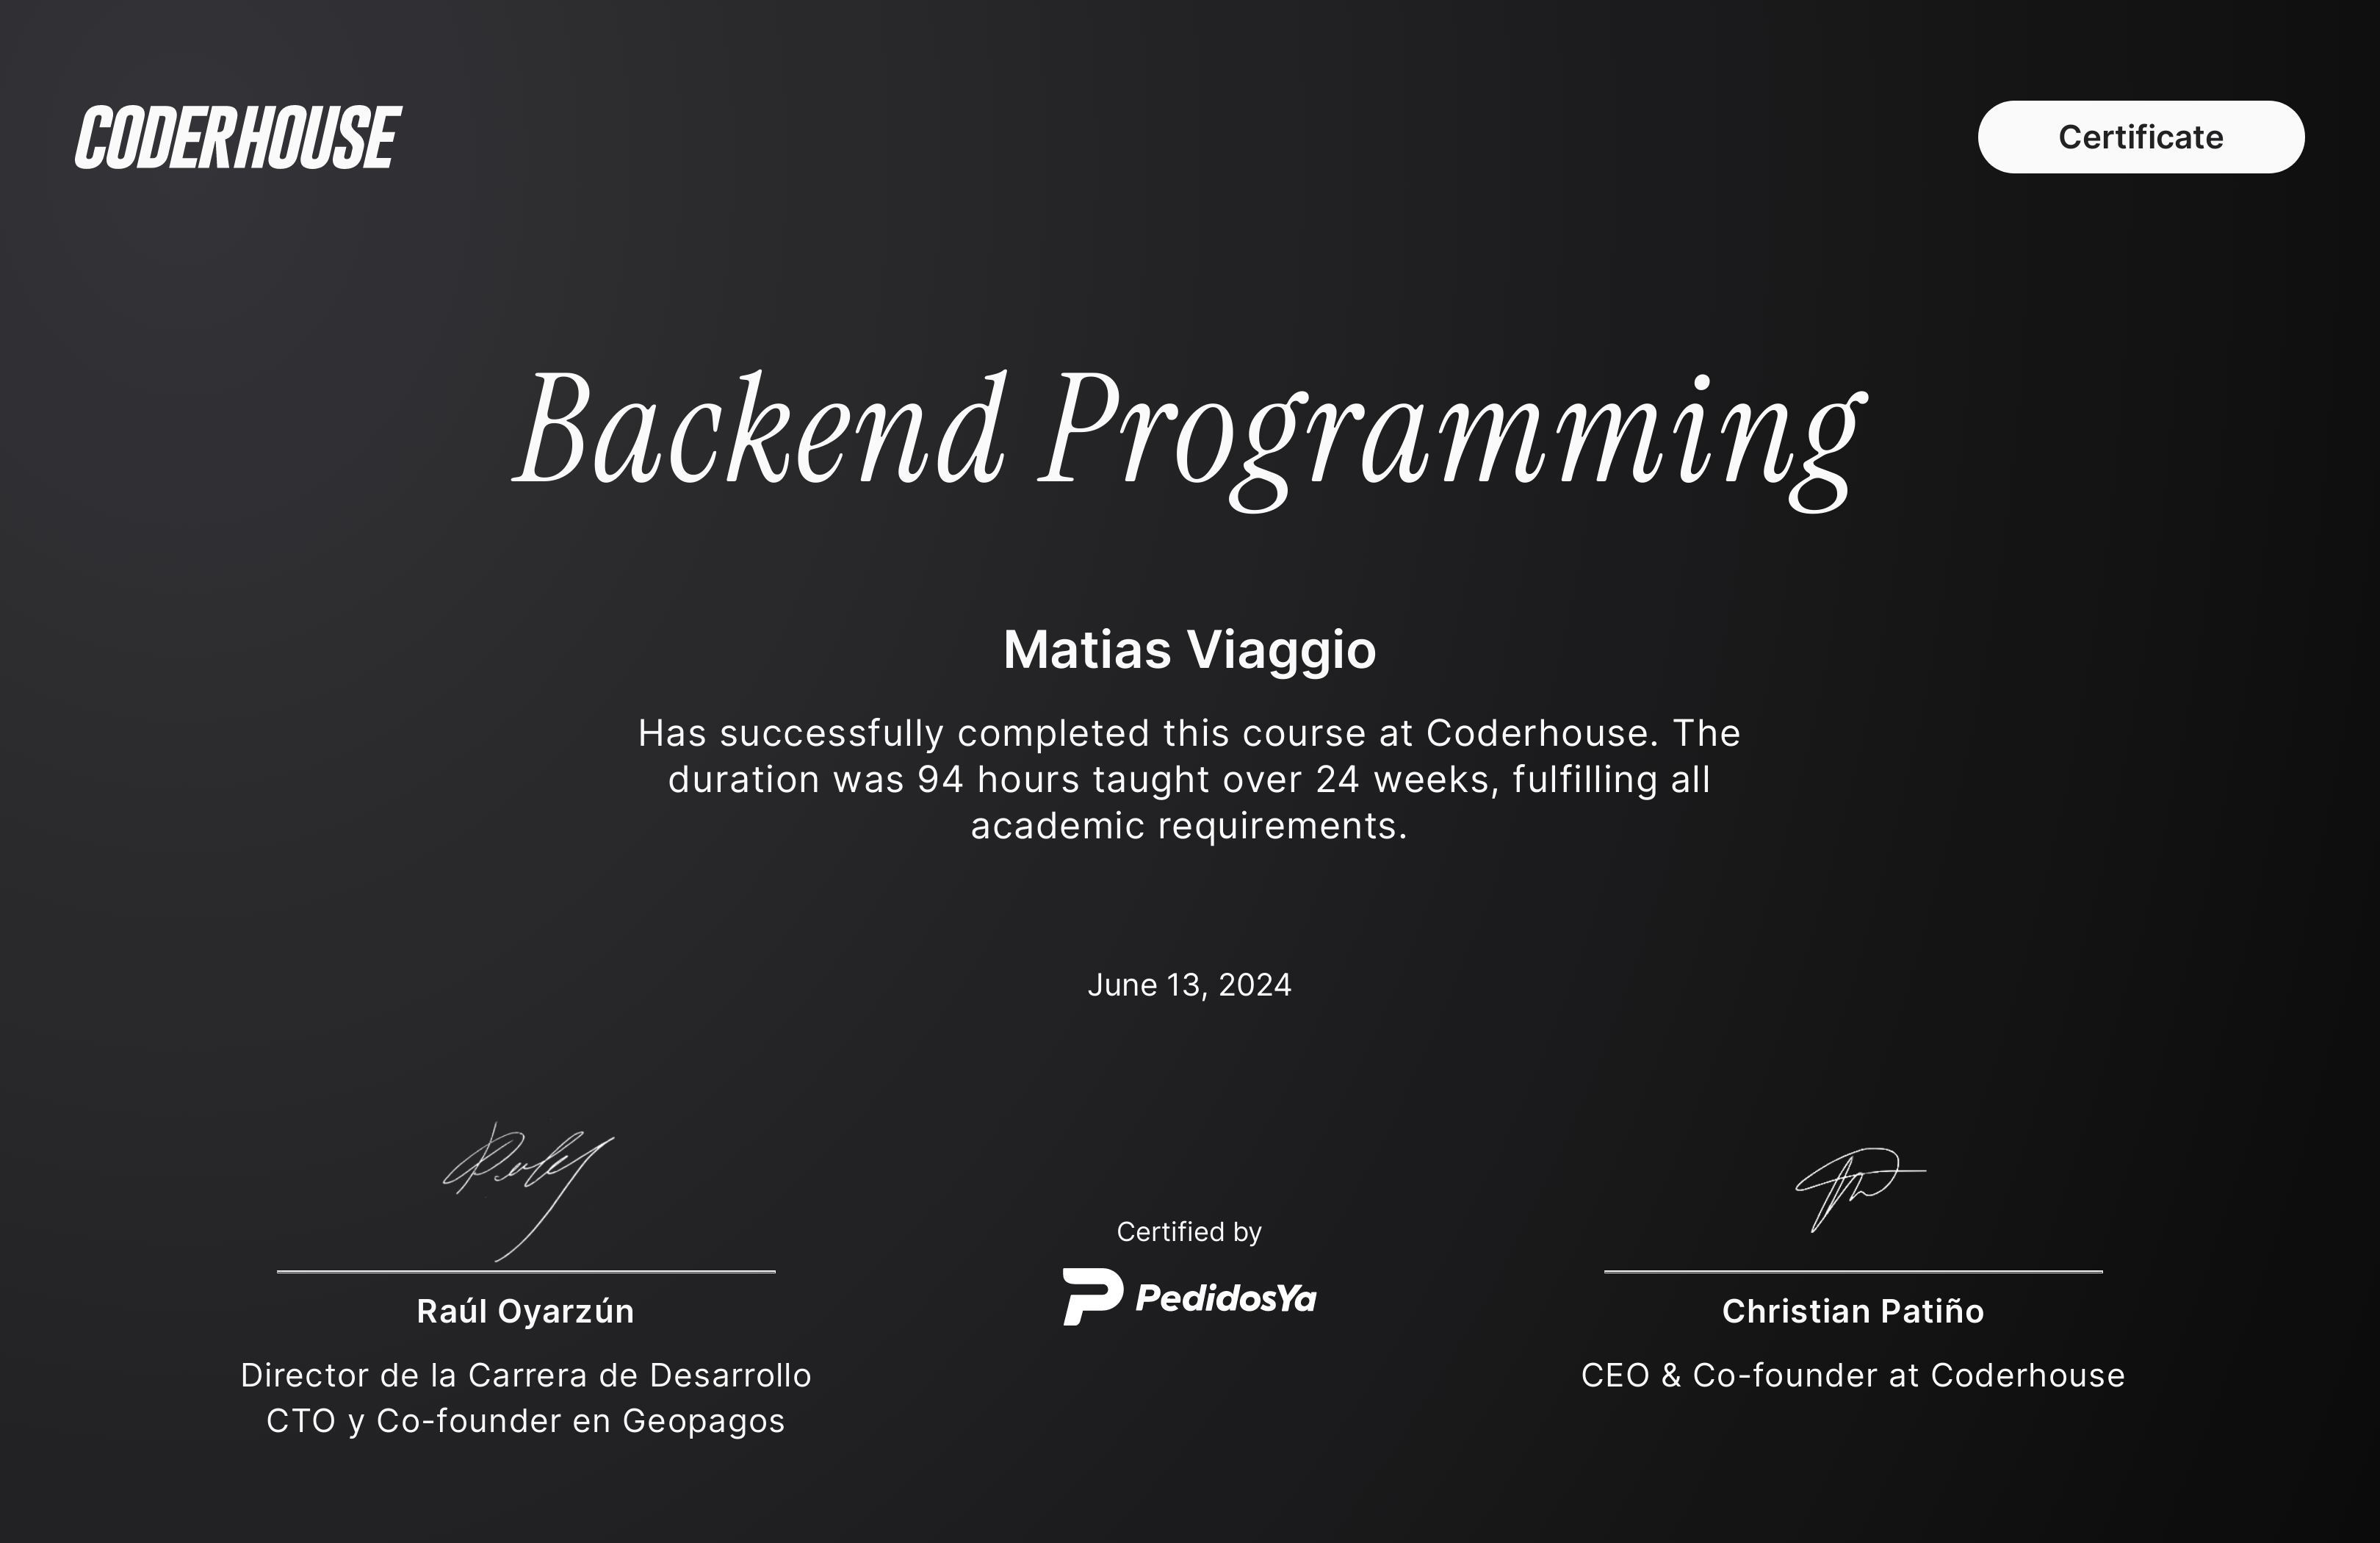 CODERHOUSE
Certificate
Backend Programming
Matias Viaggio
Has successfully completed this course at Coderhouse. The
duration was 94 hours taught over 24 weeks, fulfilling all
academic requirements.
June 13, 2024
Raúl Oyarzún
Director de la Carrera de Desarrollo
CTO y Co-founder en Geopagos
Certified by
PedidosYa
Christian Patiño
CEO & Co-founder at Coderhouse